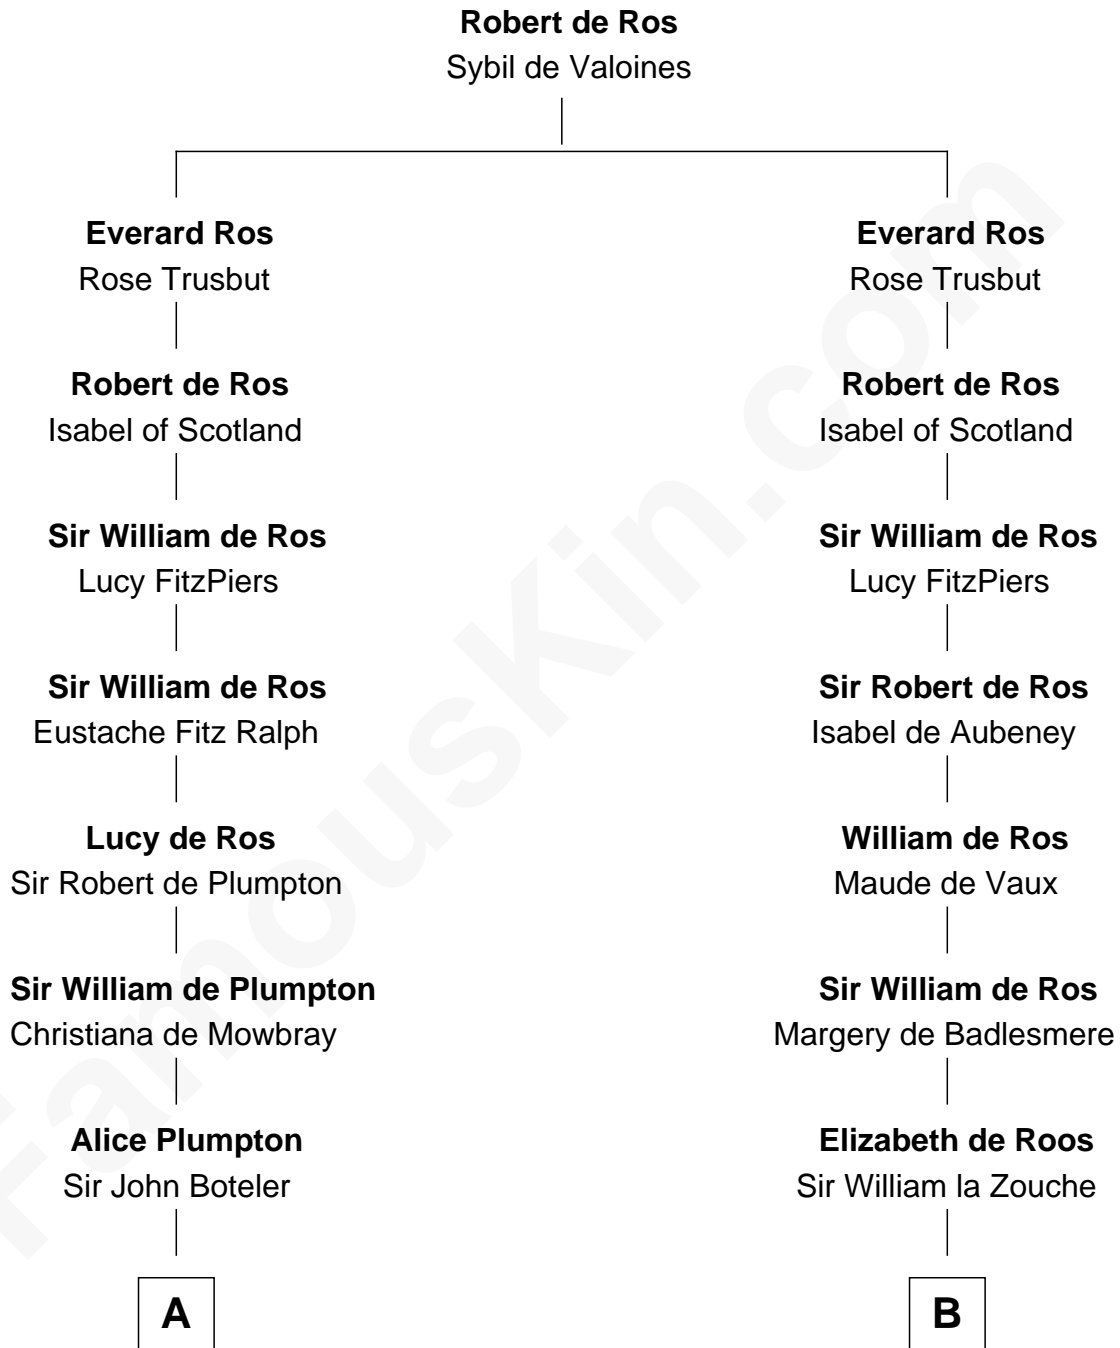 Robert de Ros
Sybil de Valoines
Everard Ros
Rose Trusbut
Everard Ros
Rose Trusbut
Robert de Ros
Isabel of Scotland
Robert de Ros
Isabel of Scotland
Sir William de Ros
Lucy FitzPiers
Sir William de Ros
Lucy FitzPiers
Sir William de Ros
Eustache Fitz Ralph
Sir Robert de Ros
Isabel de Aubeney
Lucy de Ros
Sir Robert de Plumpton
William de Ros
Maude de Vaux
Sir William de Plumpton
Christiana de Mowbray
Sir William de Ros
Margery de Badlesmere
Alice Plumpton
Sir John Boteler
Elizabeth de Roos
Sir William la Zouche
A
B
FamousKin.com